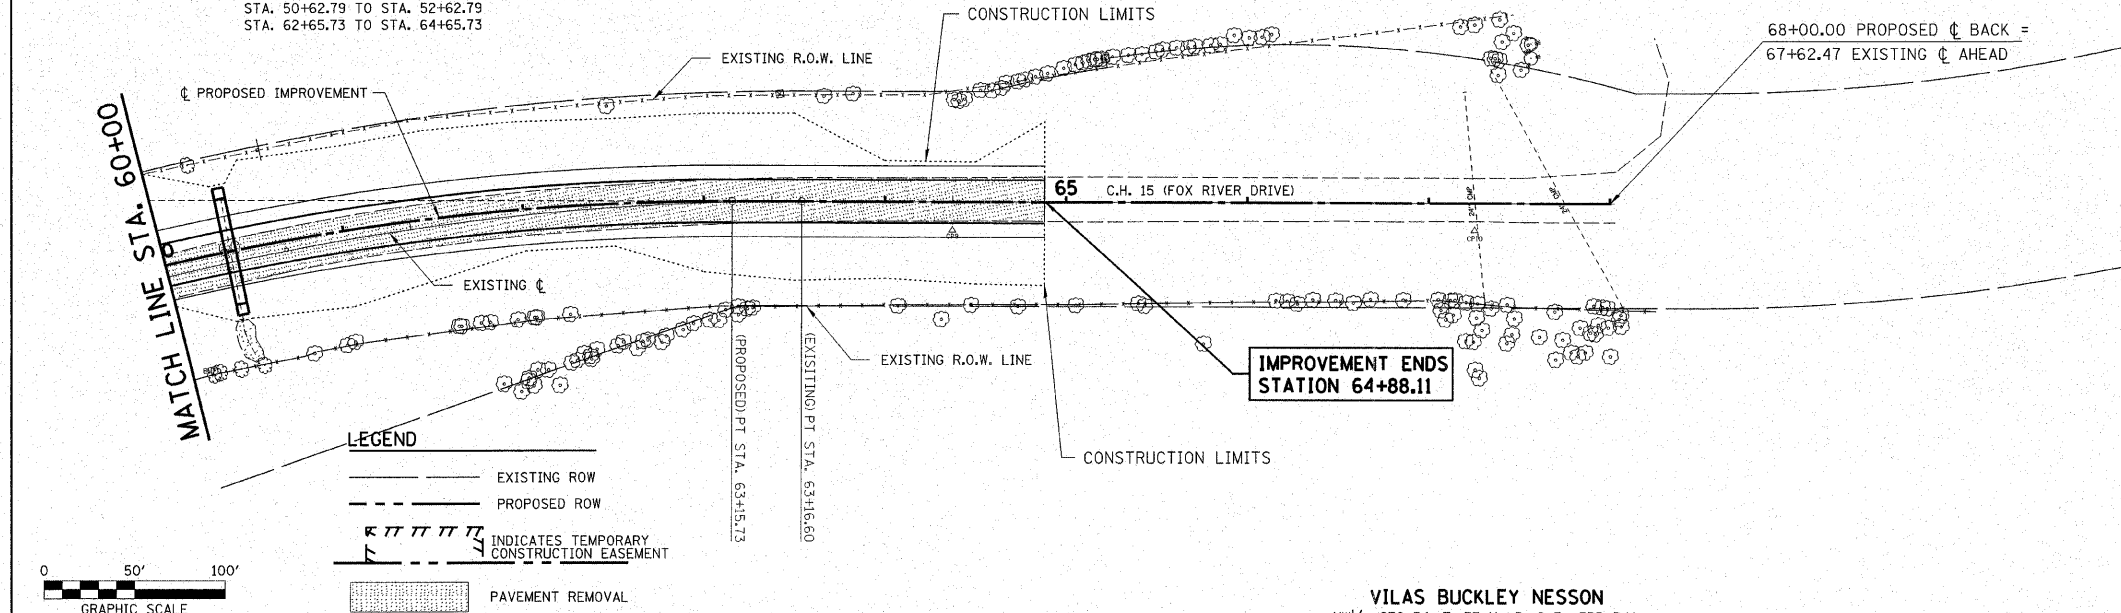 STA. 50+62.79 TO STA. 52+62.79
STA. 62+65.73 TO STA. 64+65.73
CONSTRUCTION LIMITS
68+00.00 PROPOSED ℄ BACK =
67+62.47 EXISTING ℄ AHEAD
EXISTING R.O.W. LINE
℄ PROPOSED IMPROVEMENT
MATCH LINE STA. 60+00
65
C.H. 15 (FOX RIVER DRIVE)
CP9
CP10
EXISTING ℄
(PROPOSED) PT STA. 63+15.73
(EXISITING) PT STA. 63+16.60
EXISTING R.O.W. LINE
IMPROVEMENT ENDS
STATION 64+88.11
CONSTRUCTION LIMITS
LEGEND
EXISTING ROW
PROPOSED ROW
INDICATES TEMPORARY
CONSTRUCTION EASEMENT
PAVEMENT REMOVAL
0 50' 100'
GRAPHIC SCALE
VILAS BUCKLEY NESSON